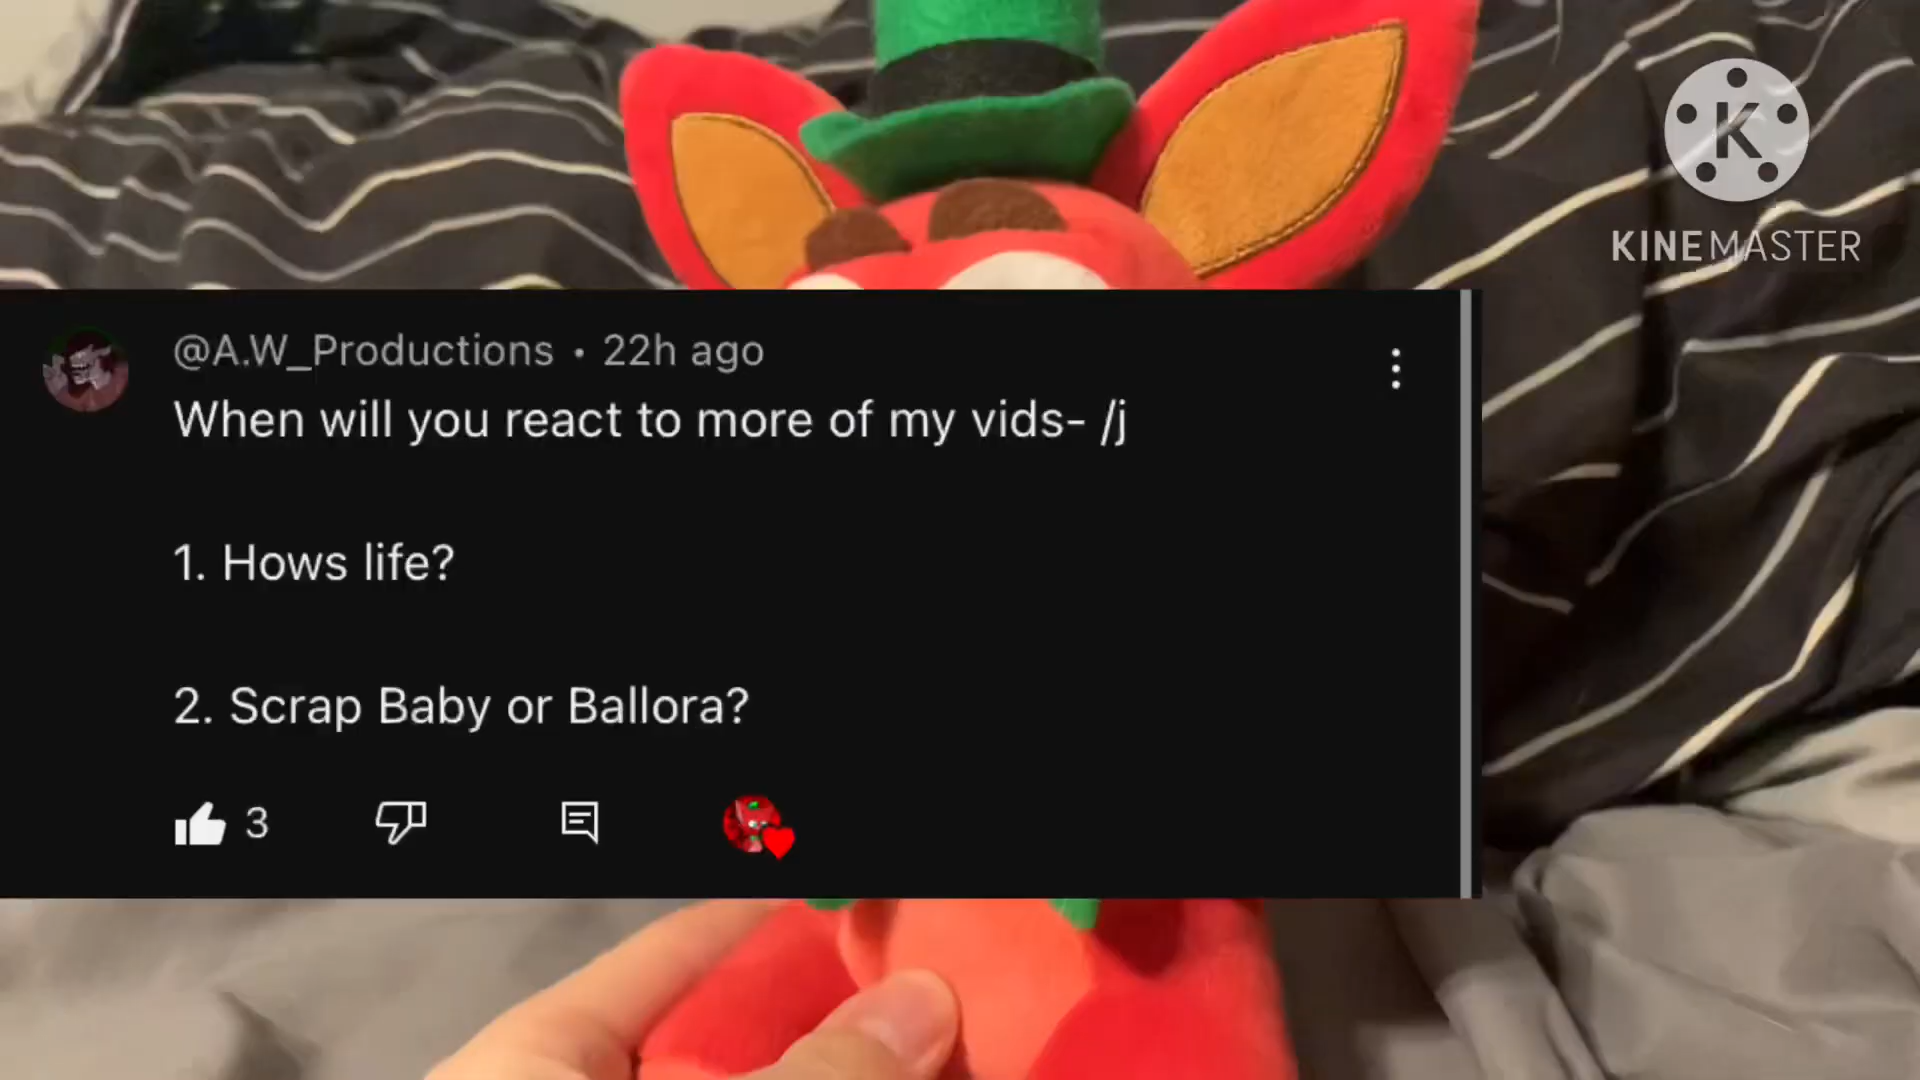 K
KINEMASTER
@A.W_Productions • 22h ago
When will you react to more of my vids- /j
1. Hows life?
2. Scrap Baby or Ballora?
3